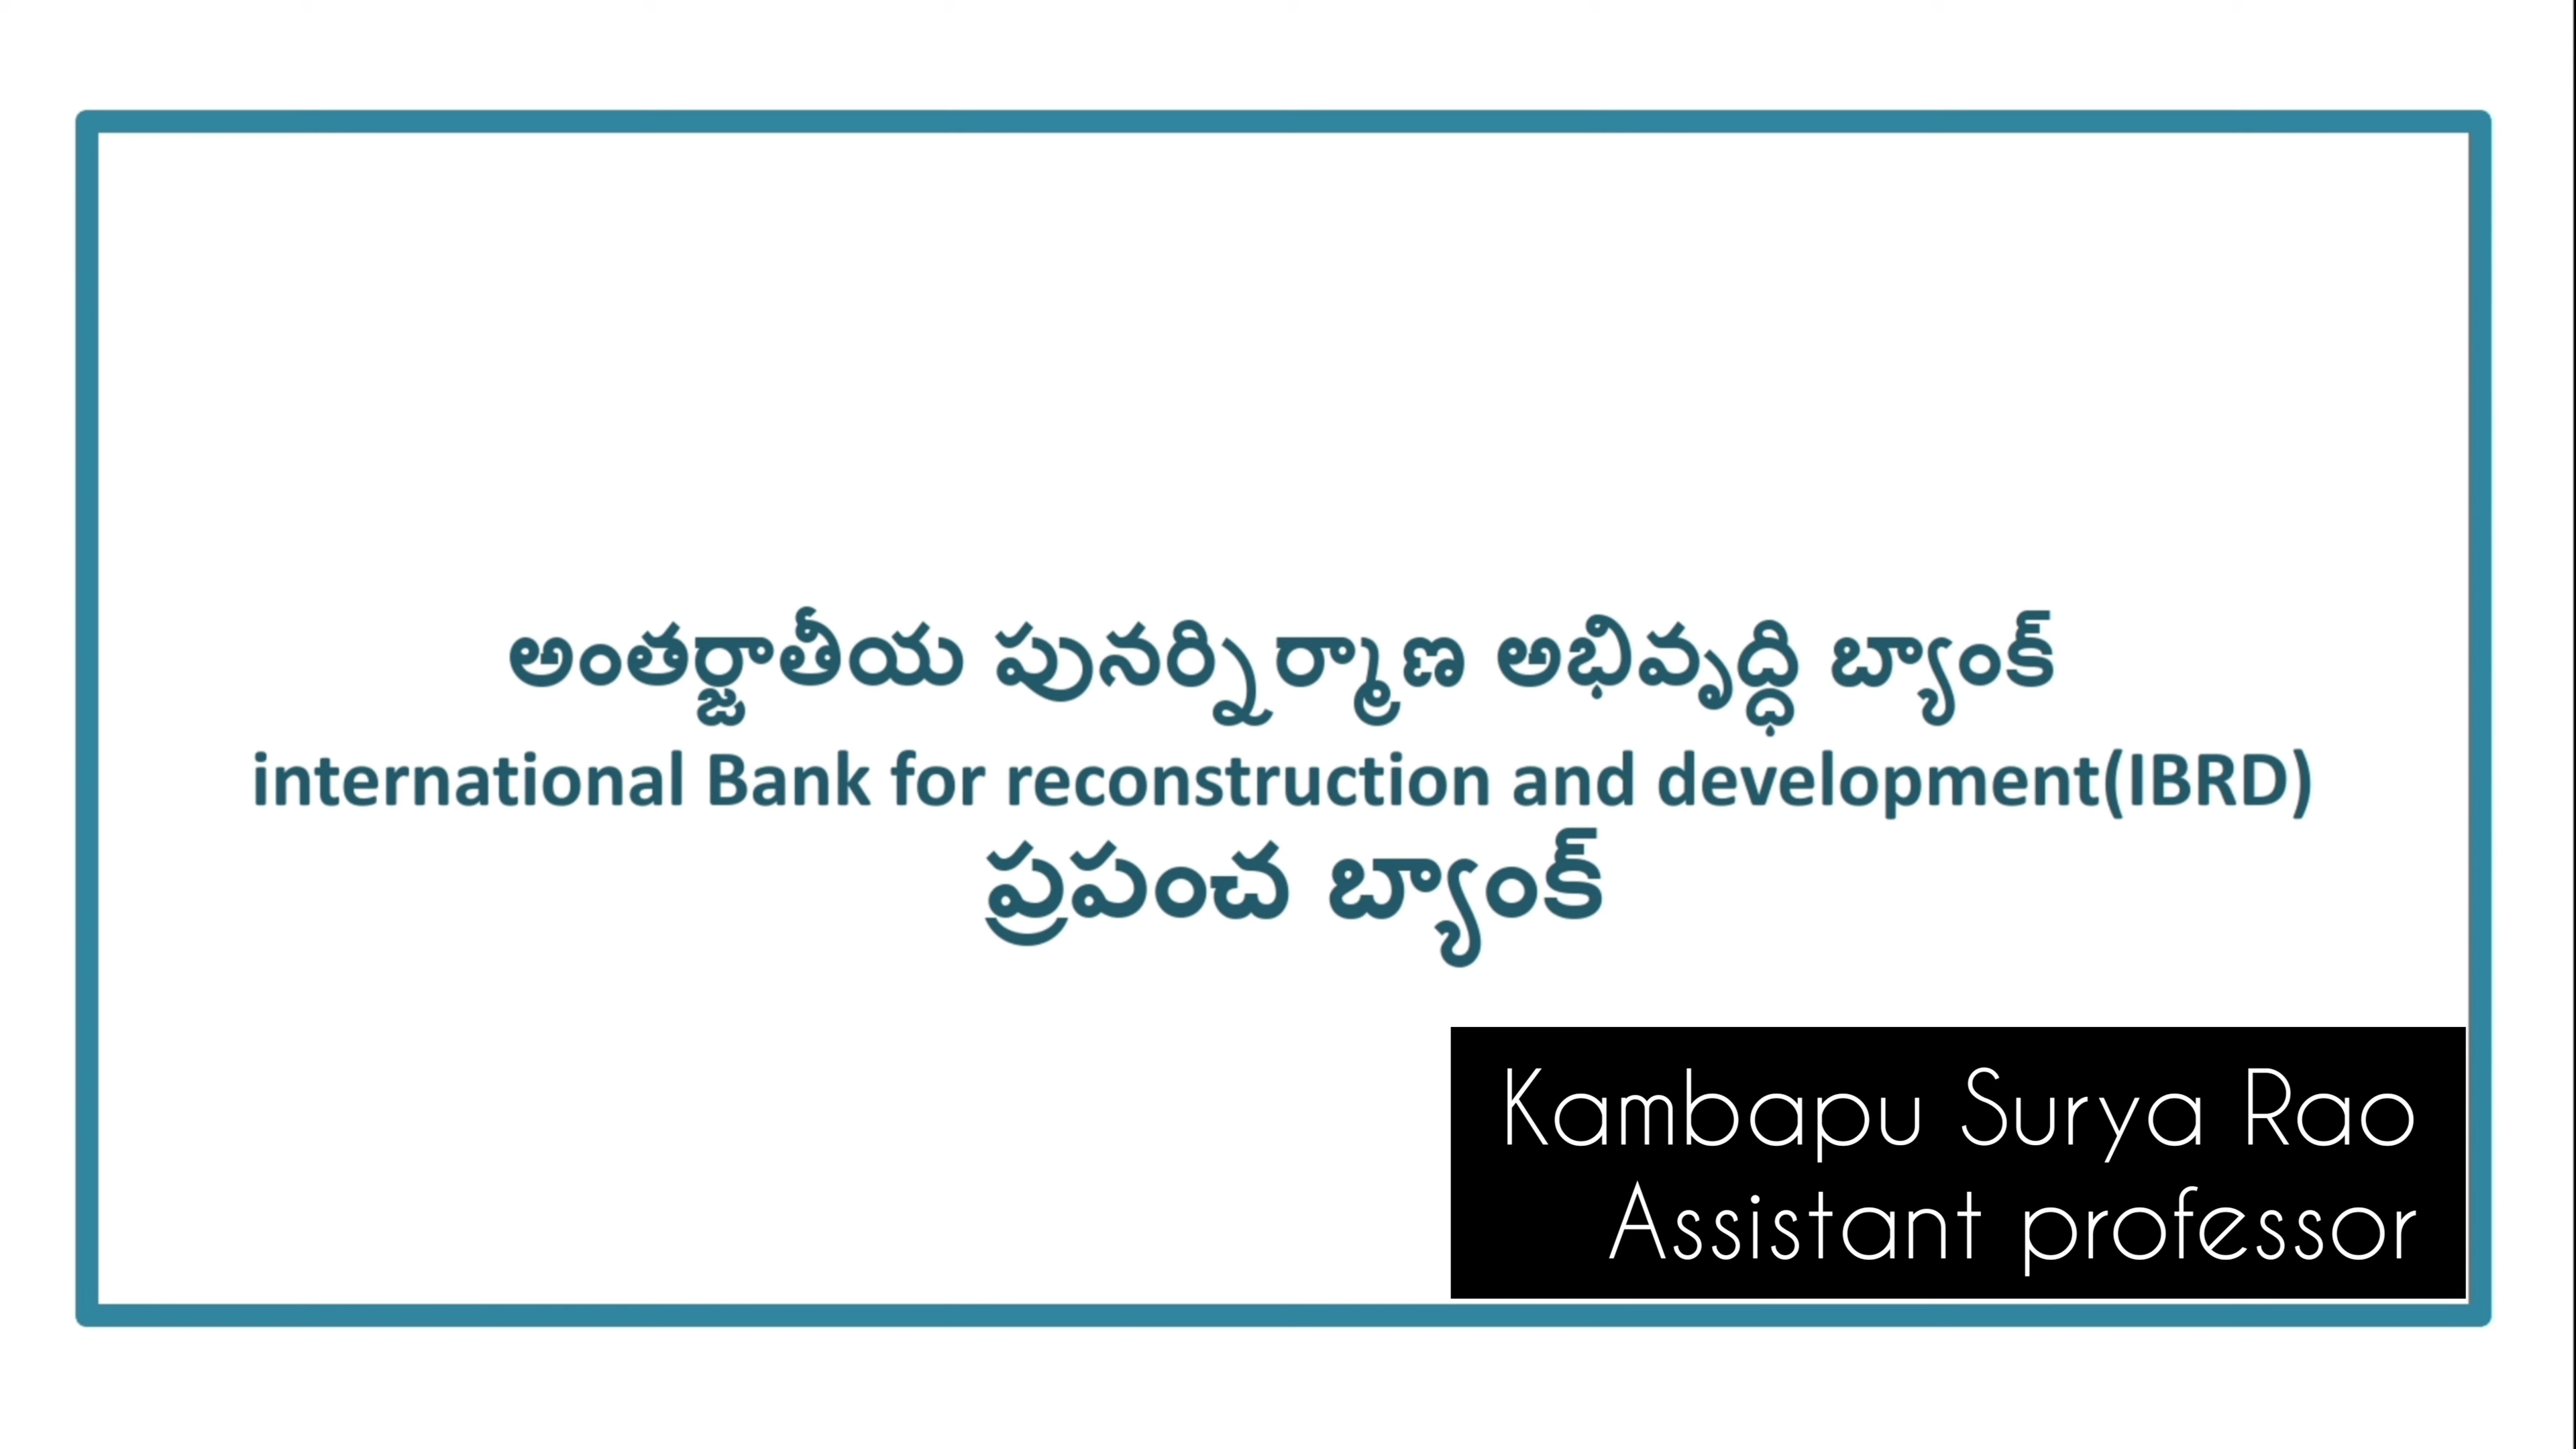 అంతర్జాతీయ పునర్నిర్మాణ అభివృద్ధి బ్యాంక్
international Bank for reconstruction and development(IBRD)
ప్రపంచ బ్యాంక్
Kambapu Surya Rao
Assistant professor